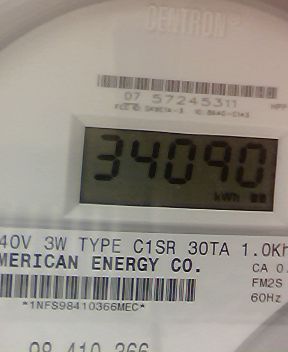 CENTRON®
07 57245311
34090
kWh
40V 3W TYPE C1SR 30TA 1.0Kh
MERICAN ENERGY CO.
CA 0.
FM2S
60Hz
*1NFS98410366MEC*
98 410 366